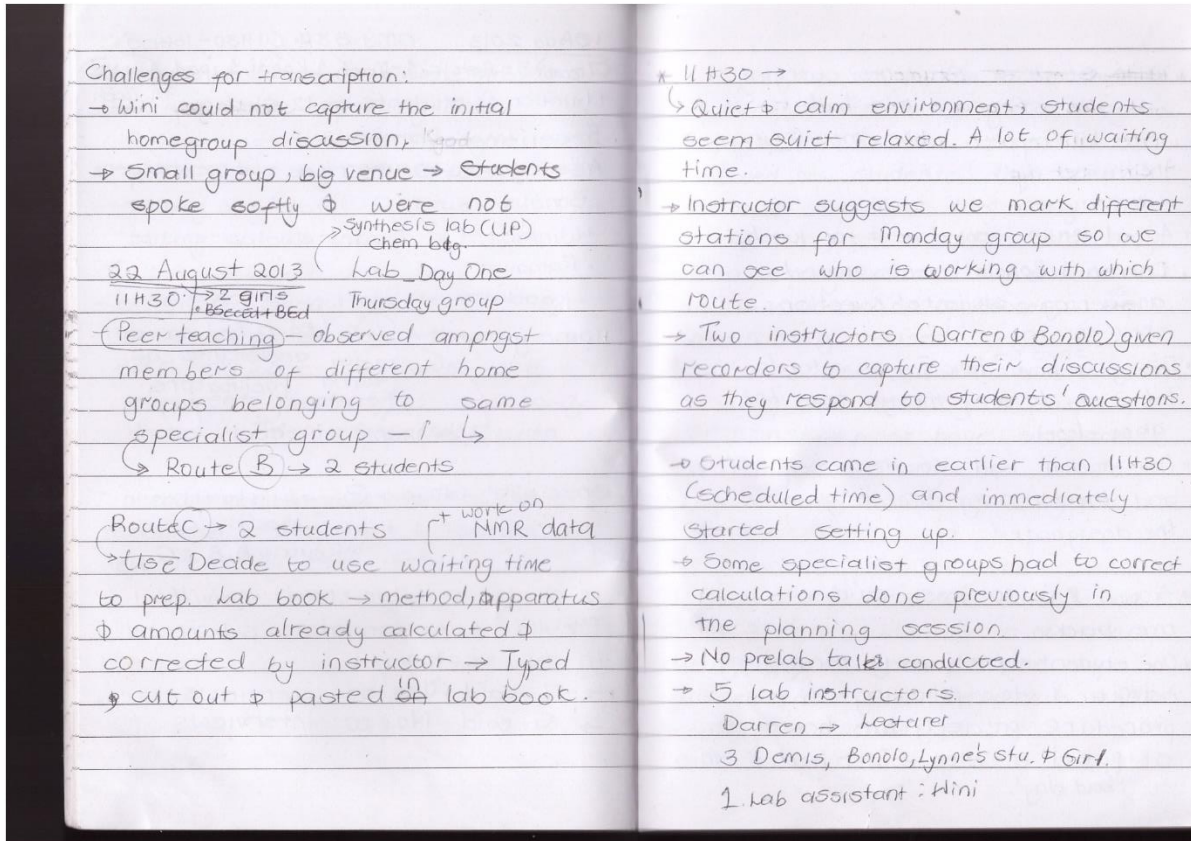 Challenges for transcription:
→ Wini could not capture the initial
homegroup discussion,
→ Small group, big venue → students
spoke softly & were not
→ Synthesis lab (UP)
chem bdg.
22 August 2013 Lab Day One
11H30 → 2 girls Thursday group
• BSced + BEd
(Peer teaching) – observed amongst
members of different home
groups belonging to same
specialist group –
↳ Route (B) → 2 students
Route (C) → 2 students + work on NMR data
→ Decide to use waiting time
to prep. Lab book → method, apparatus
& amounts already calculated &
corrected by instructor → Typed
& cut out & pasted in lab book.
* 11H30 →
↳ Quiet & calm environment, students
seem quiet relaxed. A lot of waiting
time.
→ Instructor suggests we mark different
stations for Monday group so we
can see who is working with which
route.
→ Two instructors (Darren & Bonolo) given
recorders to capture their discussions
as they respond to students' questions.
→ Students came in earlier than 11H30
(scheduled time) and immediately
started setting up.
→ Some specialist groups had to correct
calculations done previously in
the planning session
→ No prelab talks conducted.
→ 5 lab instructors.
Darren → Lecturer
3 Demis, Bonolo, Lynne's stu. & Girl.
1. Lab assistant : Wini